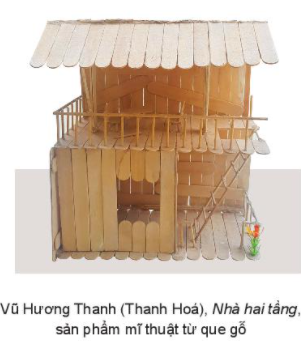 Vũ Hương Thanh (Thanh Hoá), Nhà hai tầng,
sản phẩm mĩ thuật từ que gỗ